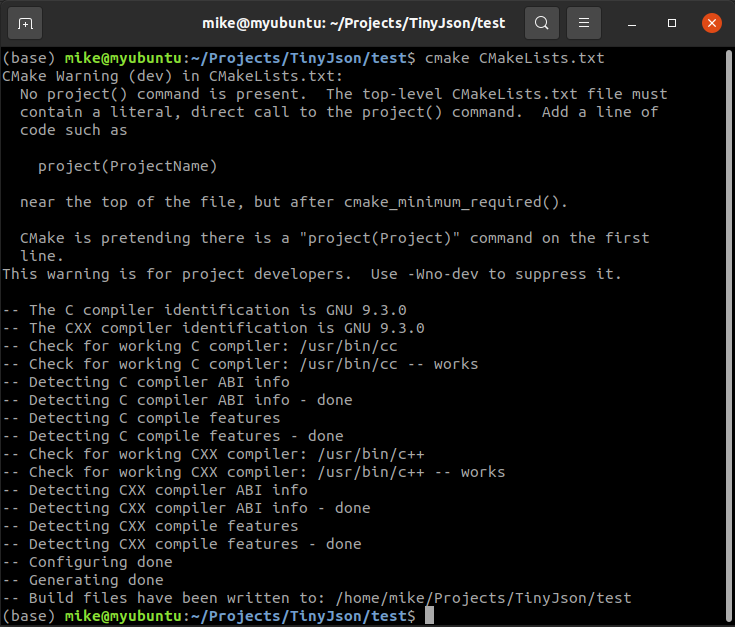 mike@myubuntu: ~/Projects/TinyJson/test
(base) mike@myubuntu:~/Projects/TinyJson/test$ cmake CMakeLists.txt
CMake Warning (dev) in CMakeLists.txt:
  No project() command is present.  The top-level CMakeLists.txt file must
  contain a literal, direct call to the project() command.  Add a line of
  code such as

    project(ProjectName)

  near the top of the file, but after cmake_minimum_required().

  CMake is pretending there is a "project(Project)" command on the first
  line.
This warning is for project developers.  Use -Wno-dev to suppress it.

-- The C compiler identification is GNU 9.3.0
-- The CXX compiler identification is GNU 9.3.0
-- Check for working C compiler: /usr/bin/cc
-- Check for working C compiler: /usr/bin/cc -- works
-- Detecting C compiler ABI info
-- Detecting C compiler ABI info - done
-- Detecting C compile features
-- Detecting C compile features - done
-- Check for working CXX compiler: /usr/bin/c++
-- Check for working CXX compiler: /usr/bin/c++ -- works
-- Detecting CXX compiler ABI info
-- Detecting CXX compiler ABI info - done
-- Detecting CXX compile features
-- Detecting CXX compile features - done
-- Configuring done
-- Generating done
-- Build files have been written to: /home/mike/Projects/TinyJson/test
(base) mike@myubuntu:~/Projects/TinyJson/test$